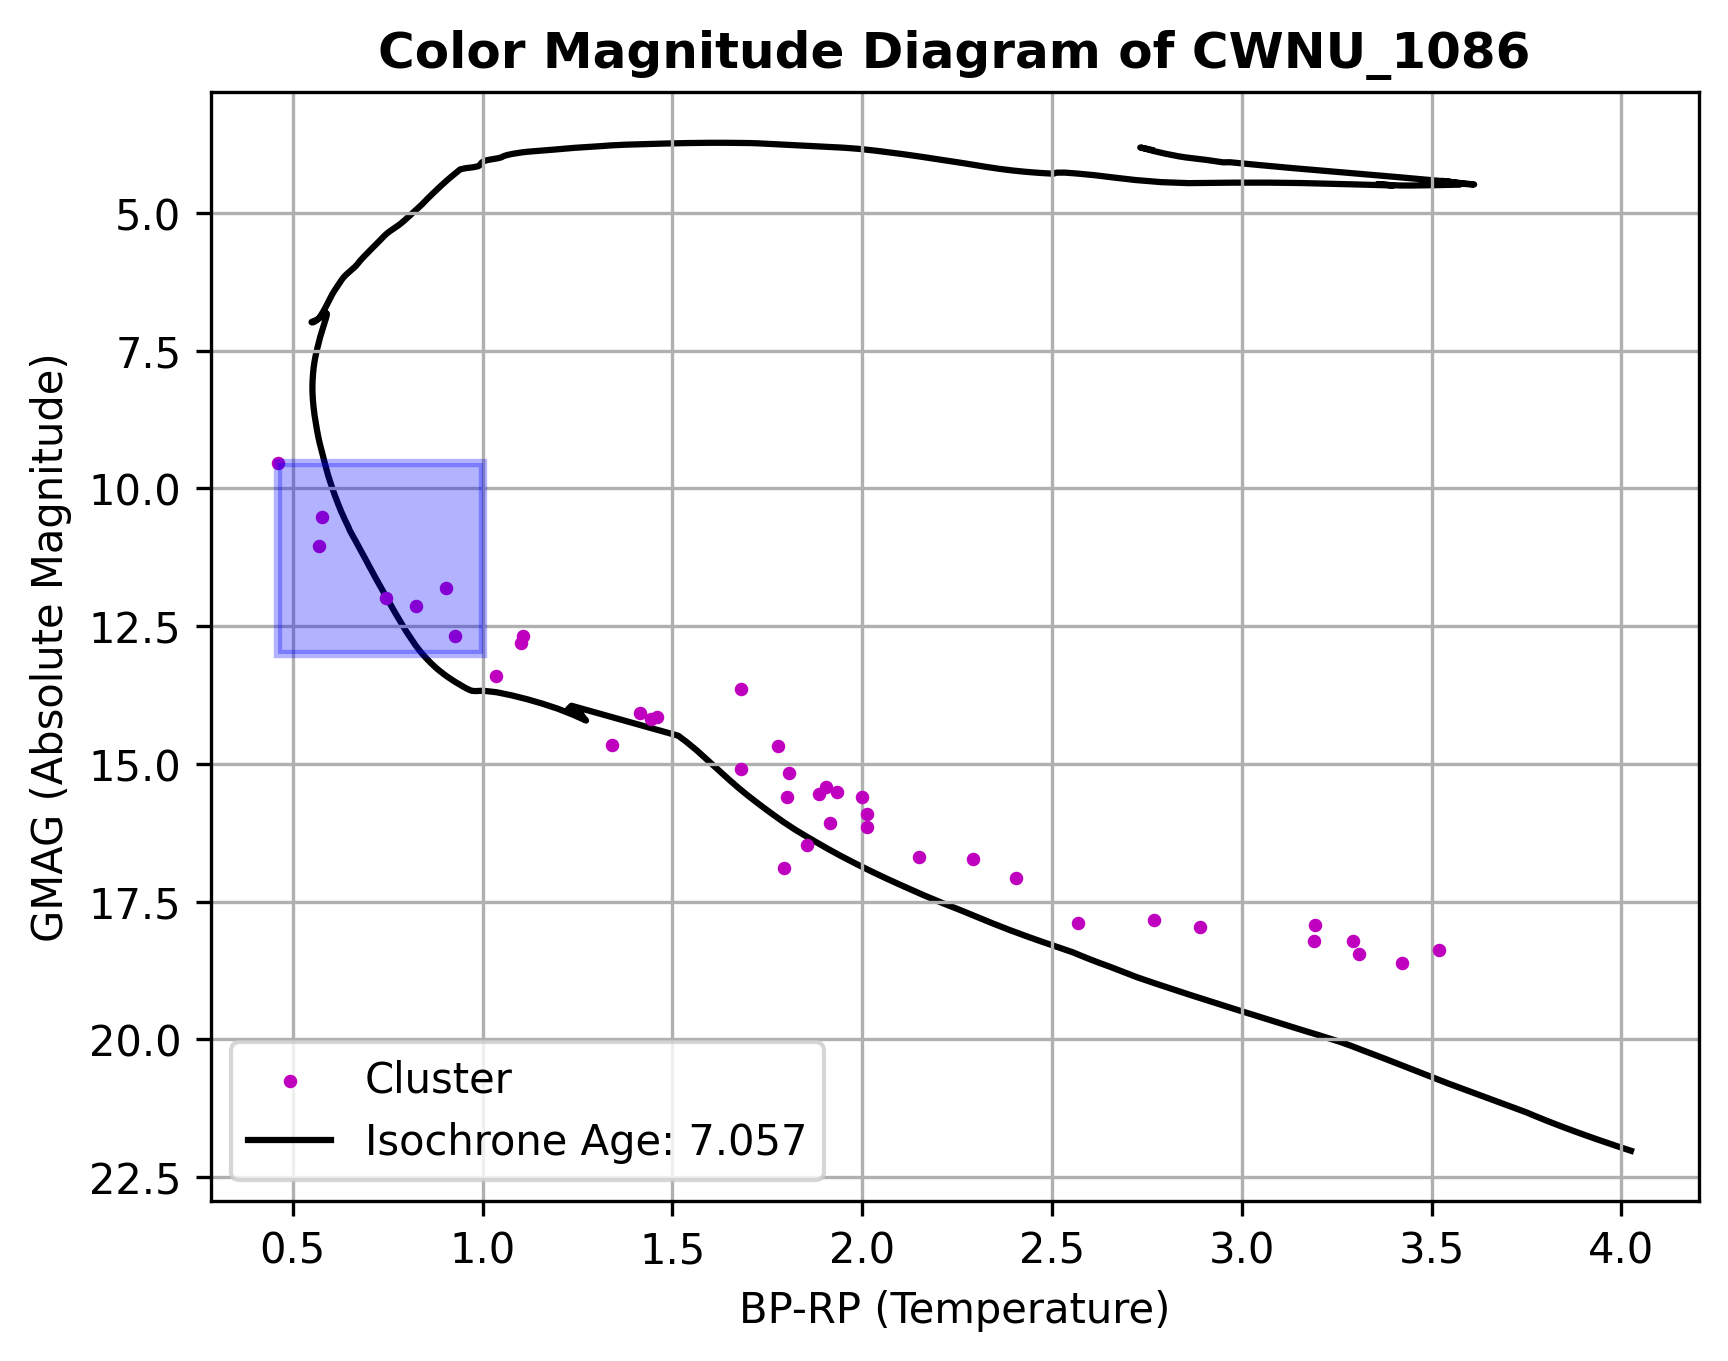 Color Magnitude Diagram of CWNU_1086
GMAG (Absolute Magnitude)
5.0
7.5
10.0
12.5
15.0
17.5
20.0
22.5
Cluster
Isochrone Age: 7.057
0.5 1.0 1.5 2.0 2.5 3.0 3.5 4.0
BP-RP (Temperature)